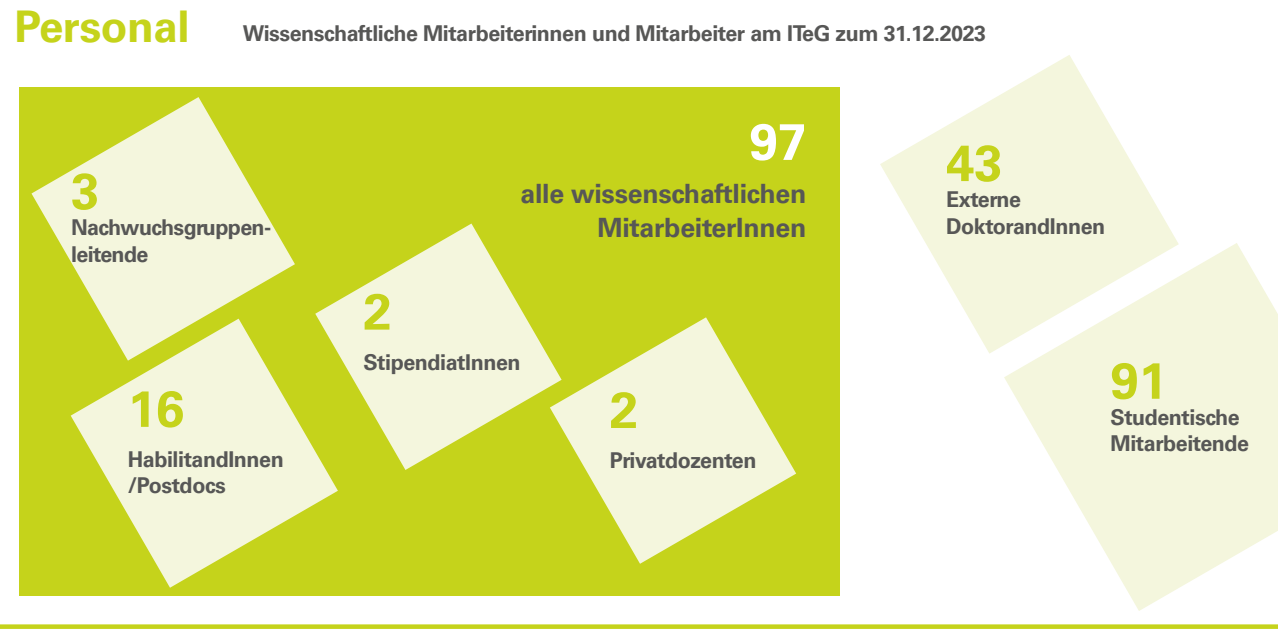 Personal
Wissenschaftliche Mitarbeiterinnen und Mitarbeiter am ITeG zum 31.12.2023
97
alle wissenschaftlichen
MitarbeiterInnen
3
Nachwuchsgruppen-
leitende
2
StipendiatInnen
16
HabilitandInnen
/Postdocs
2
Privatdozenten
43
Externe
DoktorandInnen
91
Studentische
Mitarbeitende